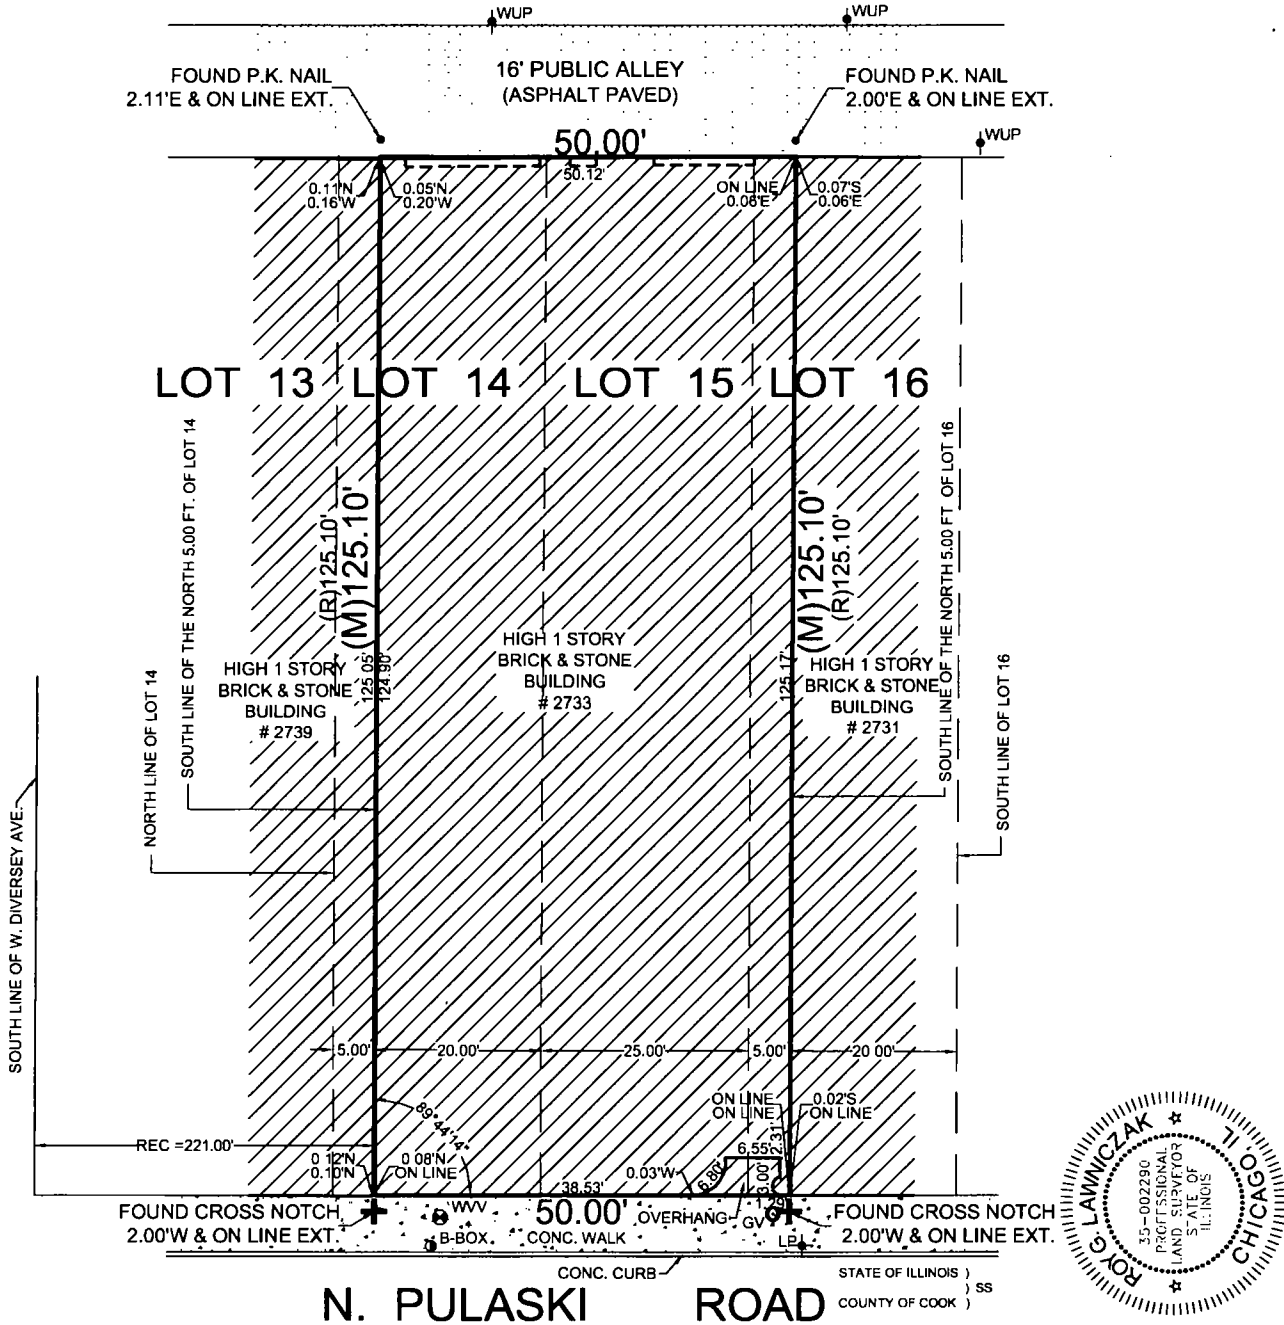 WUP
WUP
FOUND P.K. NAIL
2.11'E & ON LINE EXT.
16' PUBLIC ALLEY
(ASPHALT PAVED)
FOUND P.K. NAIL
2.00'E & ON LINE EXT.
WUP
50.00'
50.12'
0.11'N
0.16'W
0.05'N
0.20'W
ON LINE
0.06'E
0.07'S
0.06'E
LOT 13
LOT 14
LOT 15
LOT 16
SOUTH LINE OF THE NORTH 5.00 FT. OF LOT 14
(R)125.10'
(M)125.10'
125.05'
124.90'
125.17'
(M)125.10'
(R)125.10'
SOUTH LINE OF THE NORTH 5.00 FT. OF LOT 16
HIGH 1 STORY
BRICK & STONE
BUILDING
# 2739
HIGH 1 STORY
BRICK & STONE
BUILDING
# 2733
HIGH 1 STORY
BRICK & STONE
BUILDING
# 2731
NORTH LINE OF LOT 14
SOUTH LINE OF LOT 16
SOUTH LINE OF W. DIVERSEY AVE.
5.00'
20.00'
25.00'
5.00'
20 00'
89°44'14"
REC =221.00'
0.12'N
0.10'N
0.08'N
ON LINE
38.53'
0.03'W
6.80'
6.55'
3.00'
2.31'
ON LINE
ON LINE
0.02'S
ON LINE
FOUND CROSS NOTCH
2.00'W & ON LINE EXT.
WVV
B-BOX
50.00'
CONC. WALK
OVERHANG
GV
LP
FOUND CROSS NOTCH
2.00'W & ON LINE EXT.
CONC. CURB
N. PULASKI ROAD
STATE OF ILLINOIS )
) SS
COUNTY OF COOK )
ROY G. LAWNICZAK
CHICAGO, IL
35-002290
PROFESSIONAL
LAND SURVEYOR
STATE OF
ILLINOIS